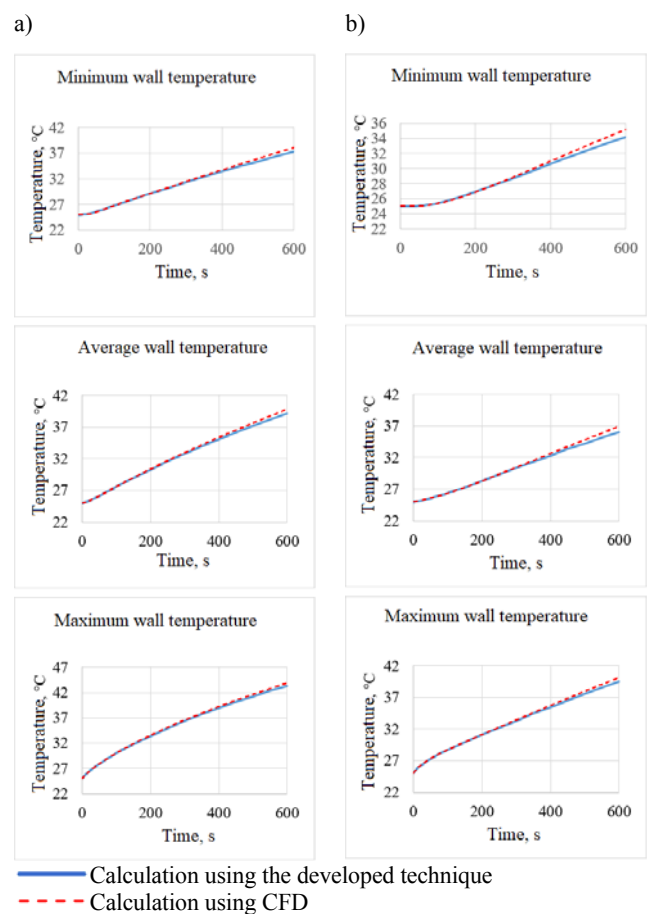 a)
b)
Minimum wall temperature
Temperature, °C
42
37
32
27
22
0
200
400
600
Time, s
Minimum wall temperature
Temperature, °C
36
34
32
30
28
26
24
22
0
200
400
600
Time, s
Average wall temperature
Temperature, °C
42
37
32
27
22
0
200
400
600
Time, s
Average wall temperature
Temperature, °C
42
37
32
27
22
0
200
400
600
Time, s
Maximum wall temperature
Temperature, °C
47
42
37
32
27
22
0
200
400
600
Time, s
Maximum wall temperature
Temperature, °C
42
37
32
27
22
0
200
400
600
Time, s
Calculation using the developed technique
Calculation using CFD